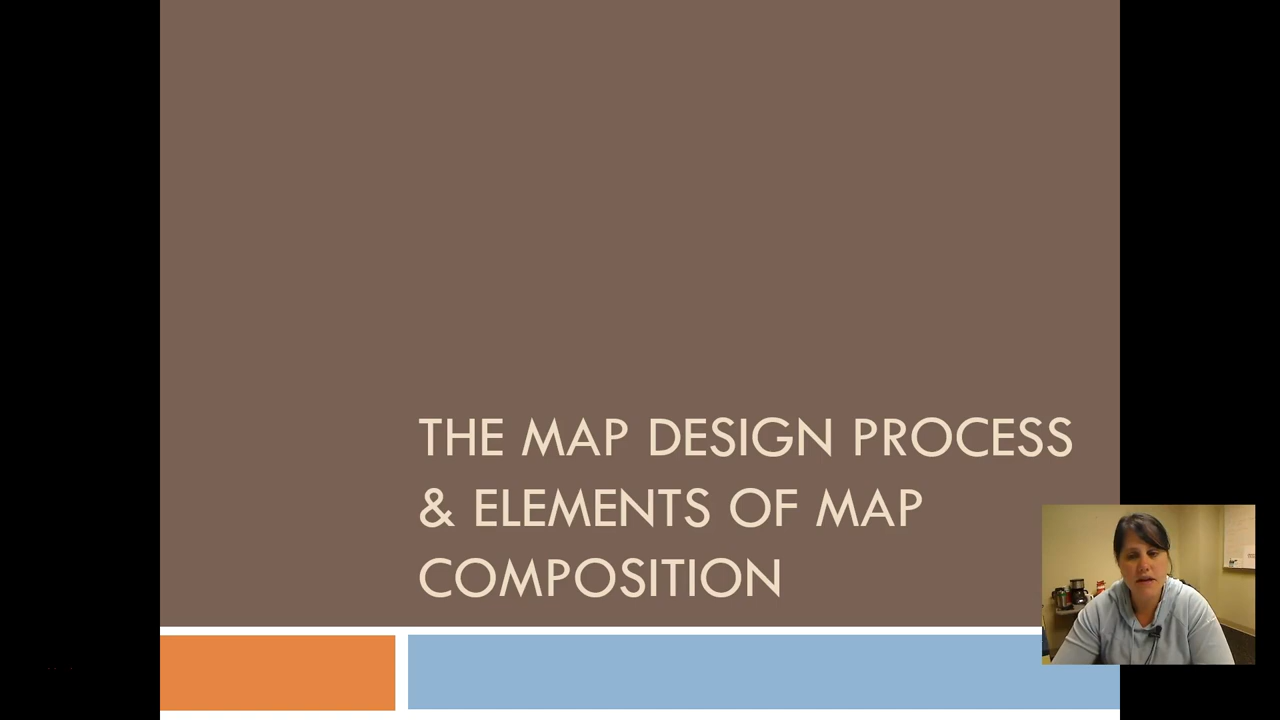 THE MAP DESIGN PROCESS
& ELEMENTS OF MAP
COMPOSITION